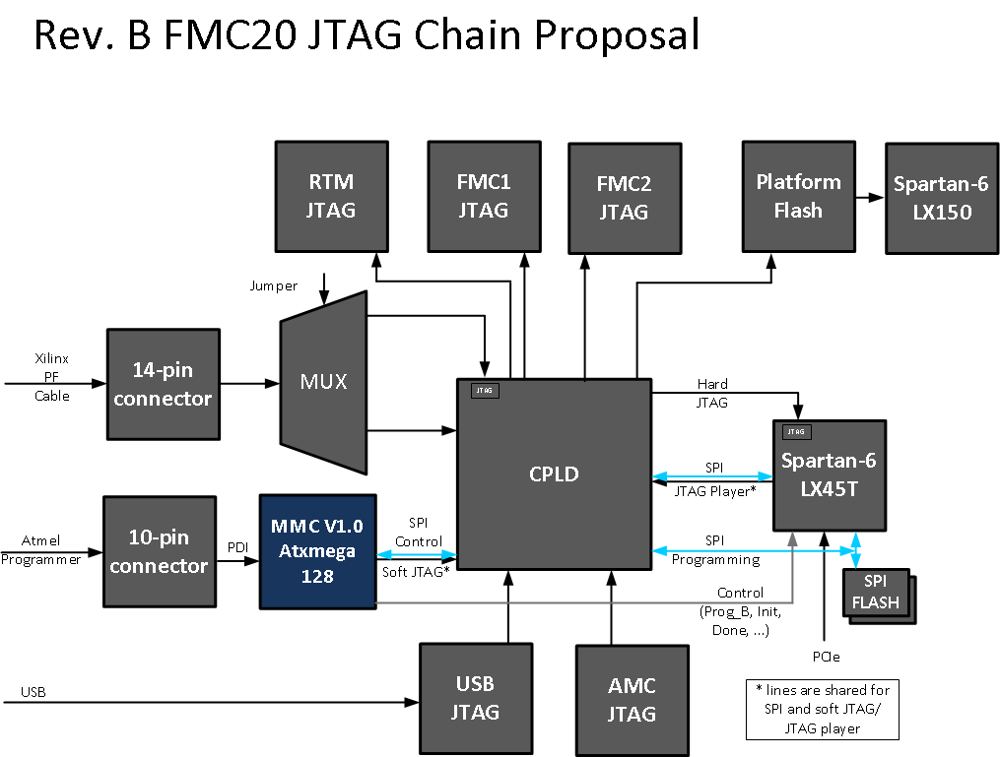 Rev. B FMC20 JTAG Chain Proposal
RTM
JTAG
FMC1
JTAG
FMC2
JTAG
Platform
Flash
Spartan-6
LX150
Jumper
Xilinx
PF
Cable
14-pin
connector
MUX
JTAG
CPLD
Hard
JTAG
JTAG
Spartan-6
LX45T
SPI
JTAG Player*
Atmel
Programmer
10-pin
connector
PDI
MMC V1.0
Atxmega
128
SPI
Control
Soft JTAG*
SPI
Programming
SPI
FLASH
Control
(Prog_B, Init,
Done, ...)
PCIe
USB
USB
JTAG
AMC
JTAG
* lines are shared for
SPI and soft JTAG/
JTAG player